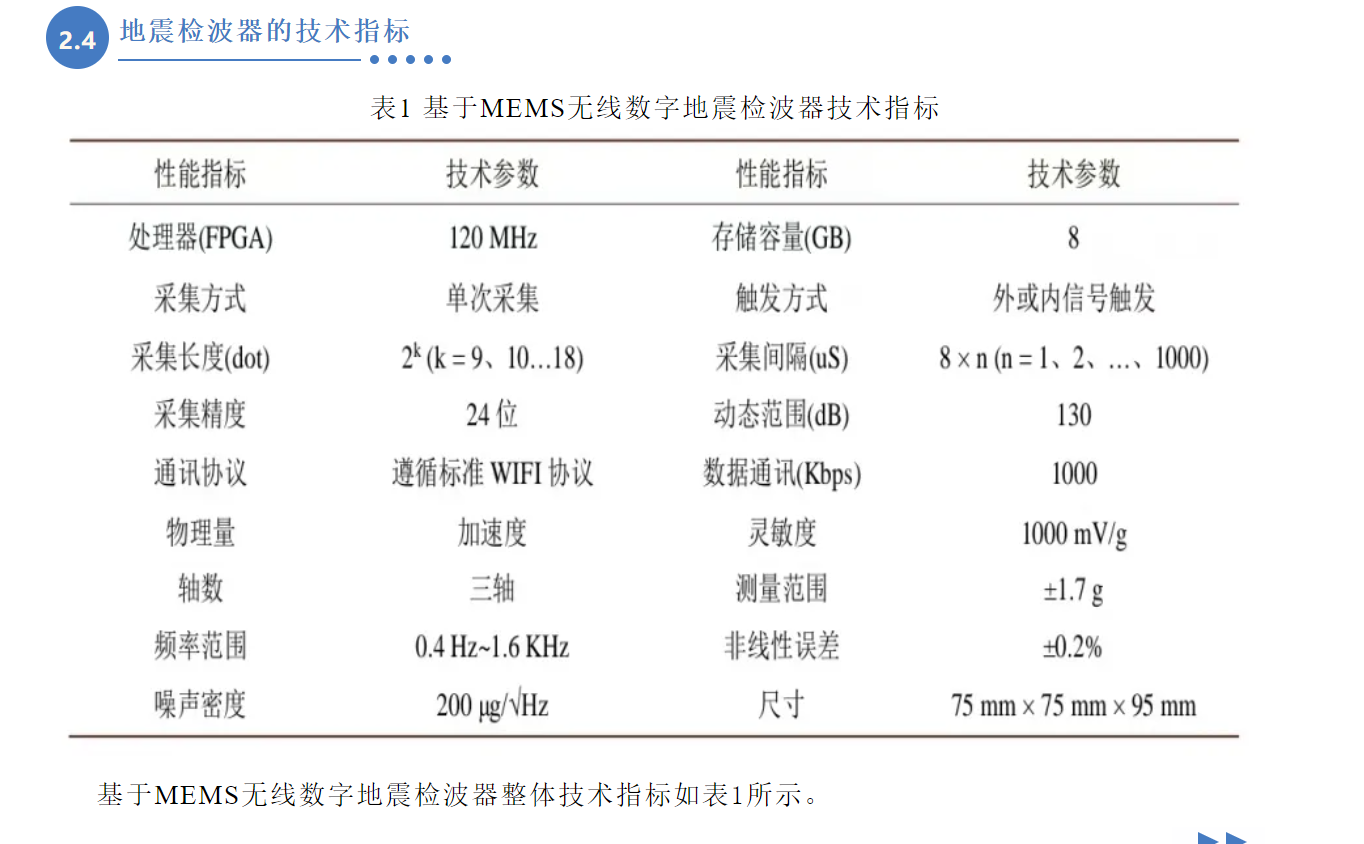 2.4 地震检波器的技术指标
表1 基于MEMS无线数字地震检波器技术指标
性能指标 技术参数 性能指标 技术参数
处理器(FPGA) 120 MHz 存储容量(GB) 8
采集方式 单次采集 触发方式 外或内信号触发
采集长度(dot) 2ᵏ (k = 9、10…18) 采集间隔(uS) 8 × n (n = 1、2、…、1000)
采集精度 24 位 动态范围(dB) 130
通讯协议 遵循标准 WIFI 协议 数据通讯(Kbps) 1000
物理量 加速度 灵敏度 1000 mV/g
轴数 三轴 测量范围 ±1.7 g
频率范围 0.4 Hz~1.6 KHz 非线性误差 ±0.2%
噪声密度 200 μg/√Hz 尺寸 75 mm × 75 mm × 95 mm
基于MEMS无线数字地震检波器整体技术指标如表1所示。